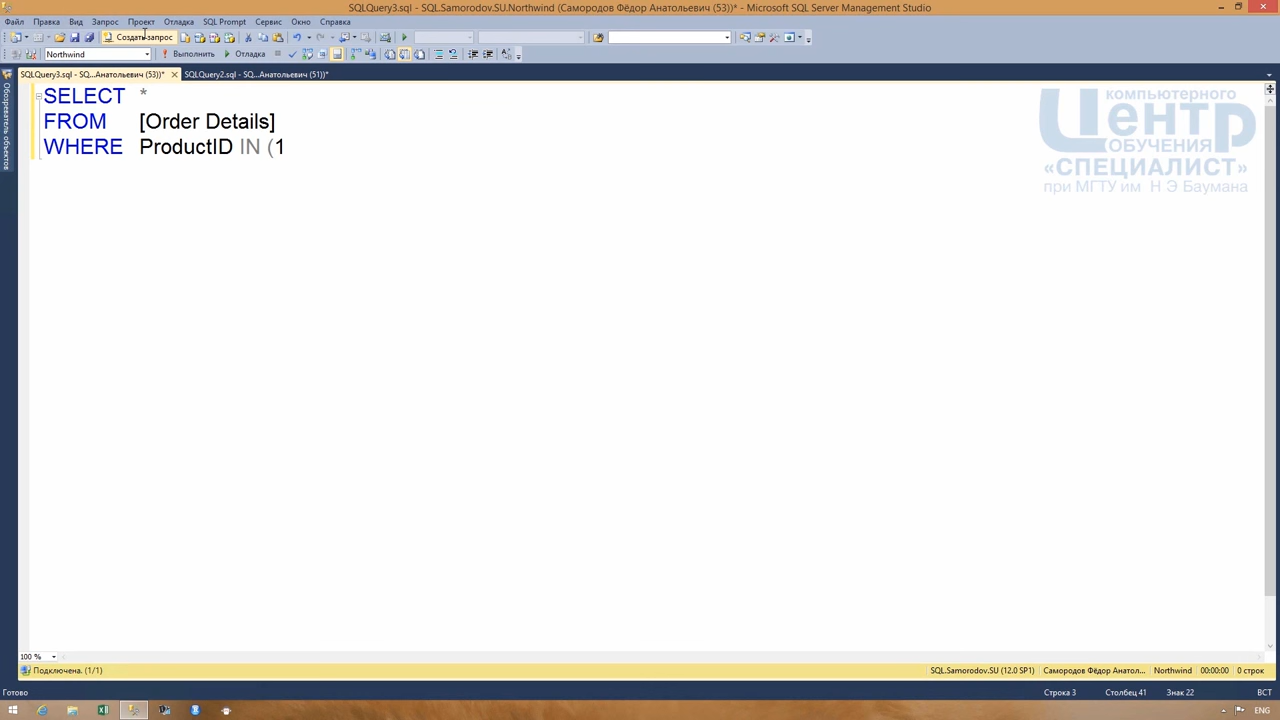 SQLQuery3.sql - SQL.Samorodov.SU.Northwind (Самородов Фёдор Анатольевич (53))* - Microsoft SQL Server Management Studio
Файл Правка Вид Запрос Проект Отладка SQL Prompt Сервис Окно Справка
Создать запрос
Northwind Выполнить Отладка
SQLQuery3.sql - SQ...Анатольевич (53))* SQLQuery2.sql - SQ...Анатольевич (51))*
Обозреватель объектов
SELECT *
FROM [Order Details]
WHERE ProductID IN (1
компьютерного
Центр
ОБУЧЕНИЯ
«СПЕЦИАЛИСТ»
при МГТУ им Н Э Баумана
100 %
Подключена. (1/1) SQL.Samorodov.SU (12.0 SP1) Самородов Фёдор Анатол... Northwind 00:00:00 0 строк
Готово Строка 3 Столбец 41 Знак 22 ВСТ
ENG